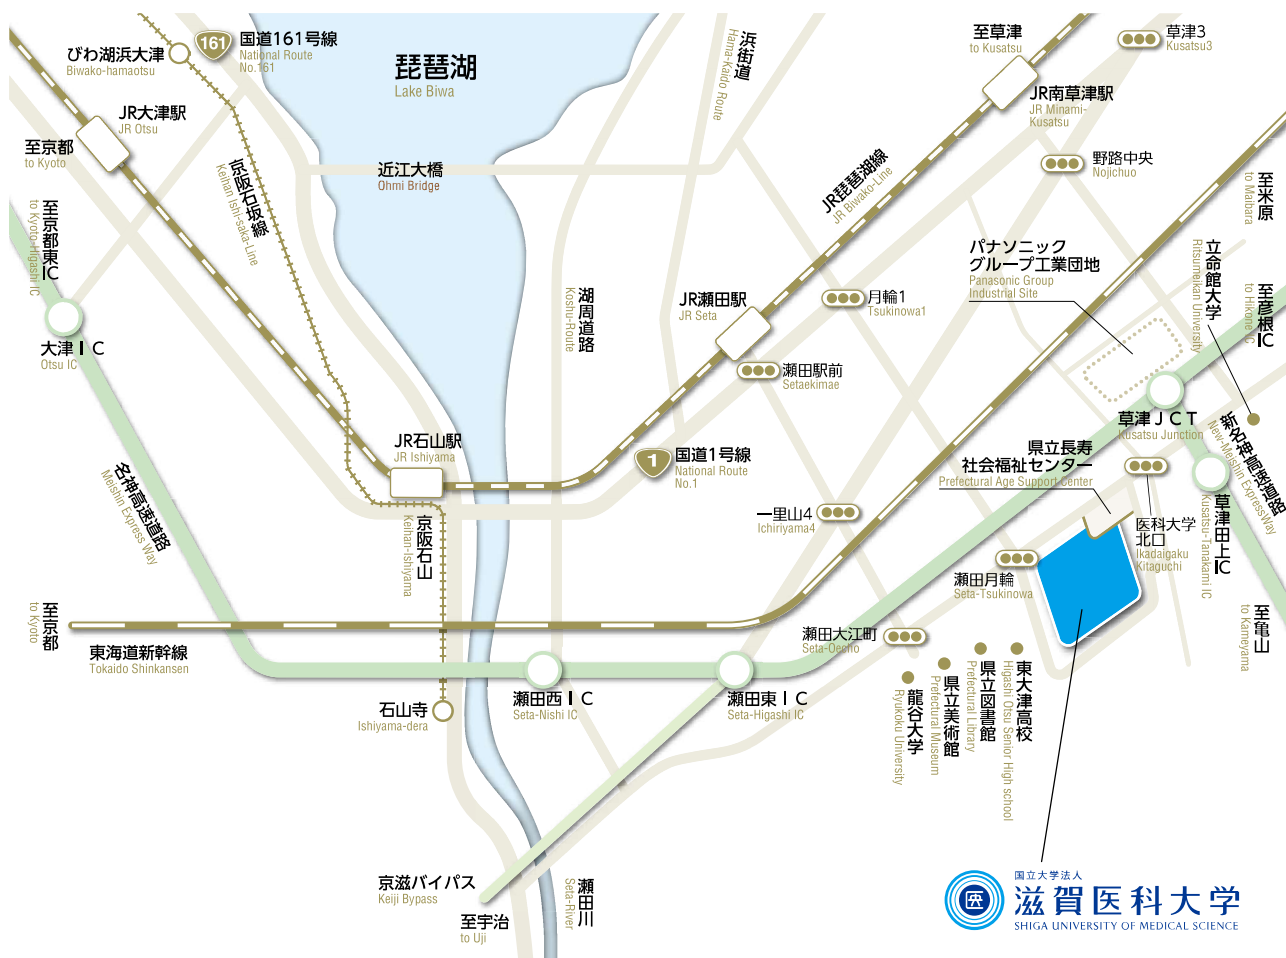 びわ湖浜大津
Biwako-hamaotsu
161
国道161号線
National Route
No.161
琵琶湖
Lake Biwa
浜街道
Hama-Kaido Route
至草津
to Kusatsu
草津3
Kusatsu3
JR大津駅
JR Otsu
至京都
to Kyoto
JR南草津駅
JR Minami-
Kusatsu
京阪石坂線
Keihan Ishi-saka-Line
近江大橋
Ohmi Bridge
JR琵琶湖線
JR Biwako-Line
野路中央
Nojichuo
至米原
to Maibara
至京都東IC
to Kyoto-Higashi IC
パナソニック
グループ工業団地
Panasonic Group
Industrial Site
立命館大学
Ritsumeikan University
至彦根IC
to Hikone IC
大津IC
Otsu IC
湖周道路
Koshu-Route
JR瀬田駅
JR Seta
月輪1
Tsukinowa1
瀬田駅前
Setaekimae
草津JCT
Kusatsu Junction
新名神高速道路
New-Meishin ExpressWay
JR石山駅
JR Ishiyama
1
国道1号線
National Route
No.1
県立長寿
社会福祉センター
Prefectural Age Support Center
名神高速道路
Meishin Express Way
京阪石山
Keihan-Ishiyama
一里山4
Ichiriyama4
医科大学
北口
Ikadaigaku
Kitaguchi
草津田上IC
Kusatsu-Tanakami IC
瀬田月輪
Seta-Tsukinowa
至京都
to Kyoto
東海道新幹線
Tokaido Shinkansen
瀬田大江町
Seta-Oecho
至亀山
to Kameyama
石山寺
Ishiyama-dera
瀬田西IC
Seta-Nishi IC
瀬田東IC
Seta-Higashi IC
龍谷大学
Ryukoku University
県立美術館
Prefectural Museum
県立図書館
Prefectural Library
東大津高校
Higashi Otsu Senior High school
京滋バイパス
Keiji Bypass
至宇治
to Uji
瀬田川
Seta-River
国立大学法人
滋賀医科大学
SHIGA UNIVERSITY OF MEDICAL SCIENCE